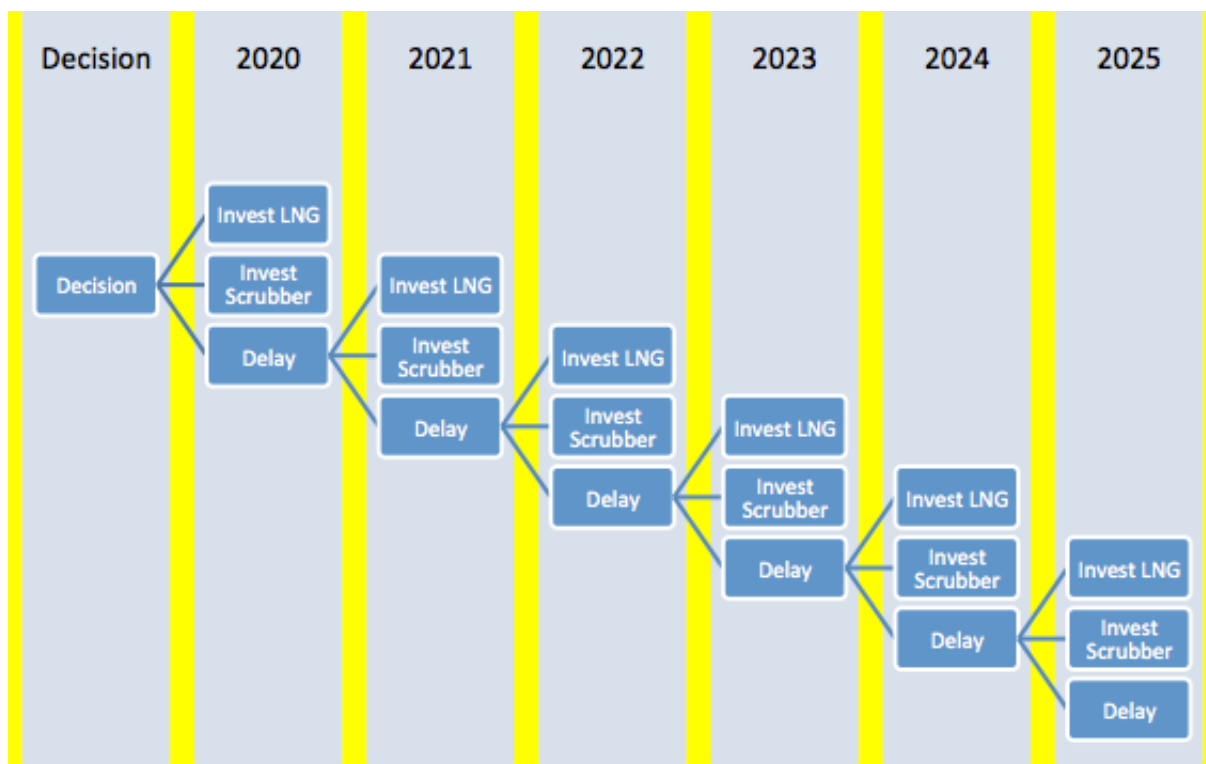 Decision 2020 2021 2022 2023 2024 2025
Invest LNG
Decision
Invest
Scrubber
Delay
Invest LNG
Invest
Scrubber
Delay
Invest LNG
Invest
Scrubber
Delay
Invest LNG
Invest
Scrubber
Delay
Invest LNG
Invest
Scrubber
Delay
Invest LNG
Invest
Scrubber
Delay